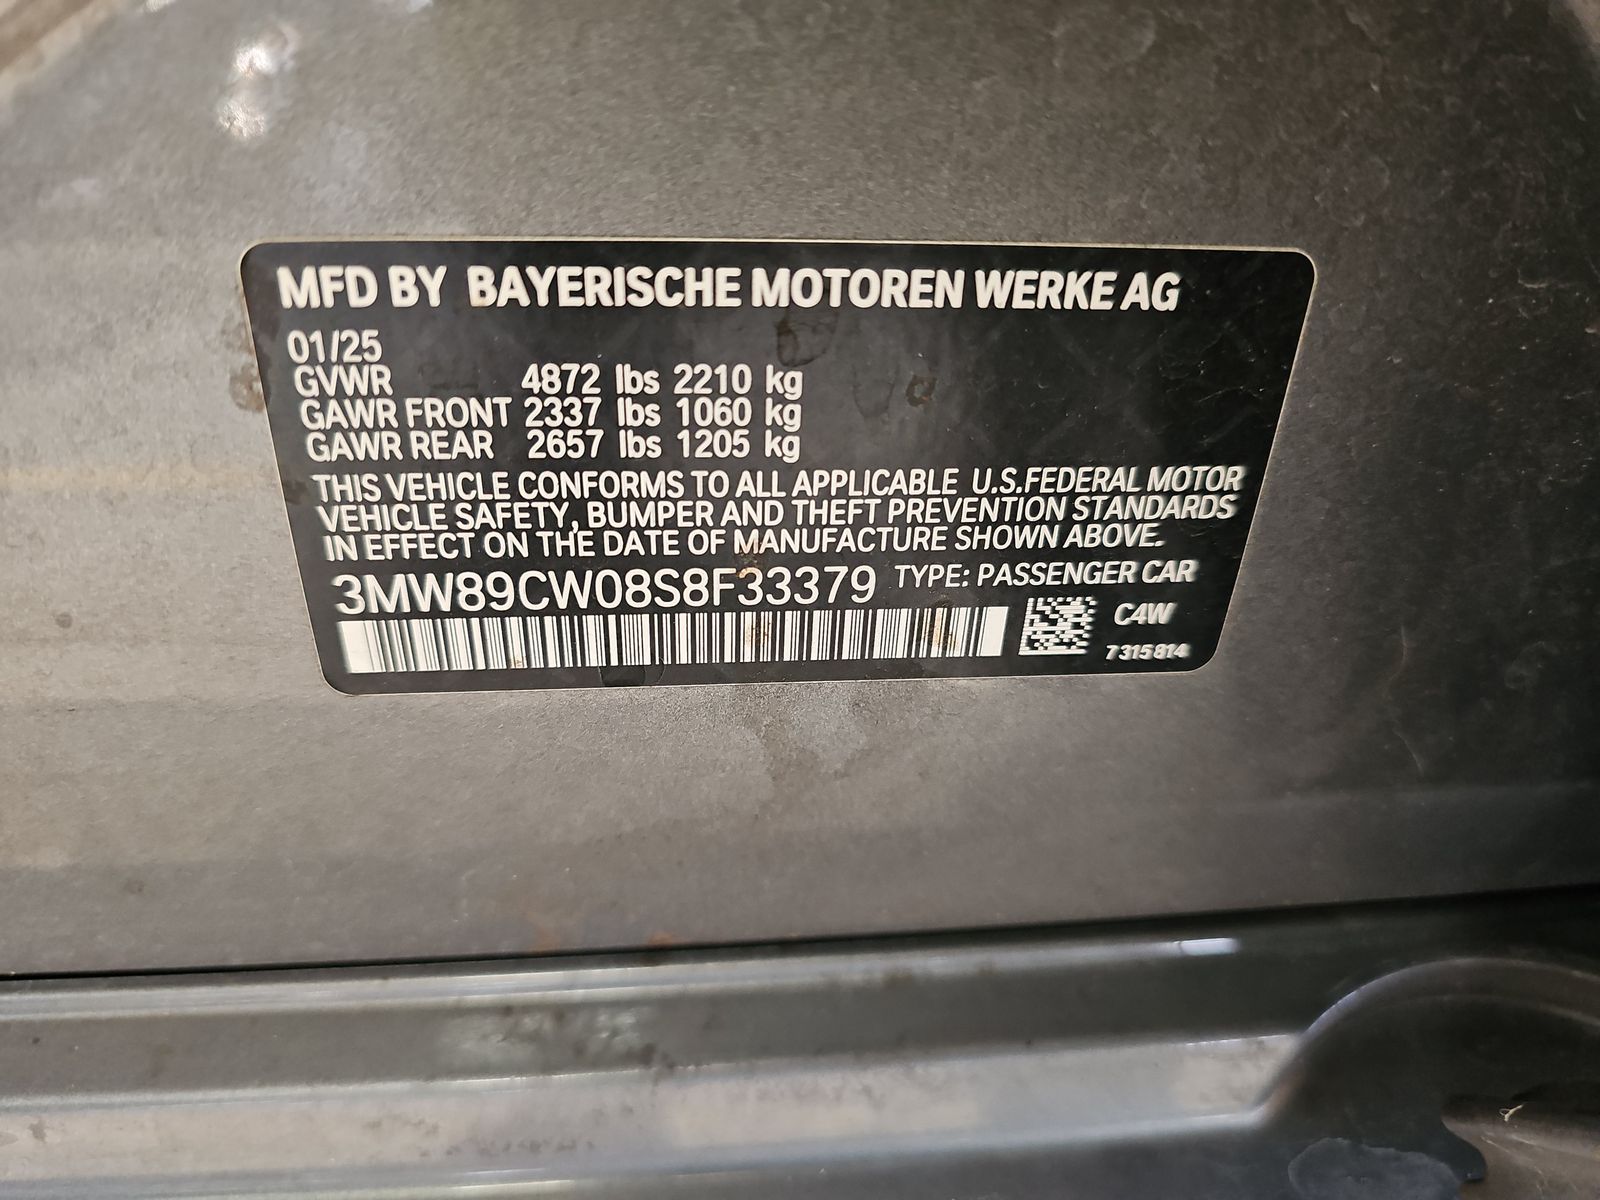 MFD BY BAYERISCHE MOTOREN WERKE AG
01/25
GVWR 4872 lbs 2210 kg
GAWR FRONT 2337 lbs 1060 kg
GAWR REAR 2657 lbs 1205 kg
THIS VEHICLE CONFORMS TO ALL APPLICABLE U.S.FEDERAL MOTOR
VEHICLE SAFETY, BUMPER AND THEFT PREVENTION STANDARDS
IN EFFECT ON THE DATE OF MANUFACTURE SHOWN ABOVE.
3MW89CW08S8F33379 TYPE: PASSENGER CAR
C4W
7315814